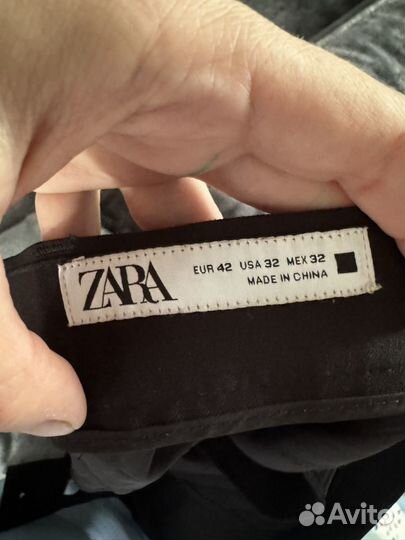 ZARA
EUR 42 USA 32 MEX 32
MADE IN CHINA
Avito